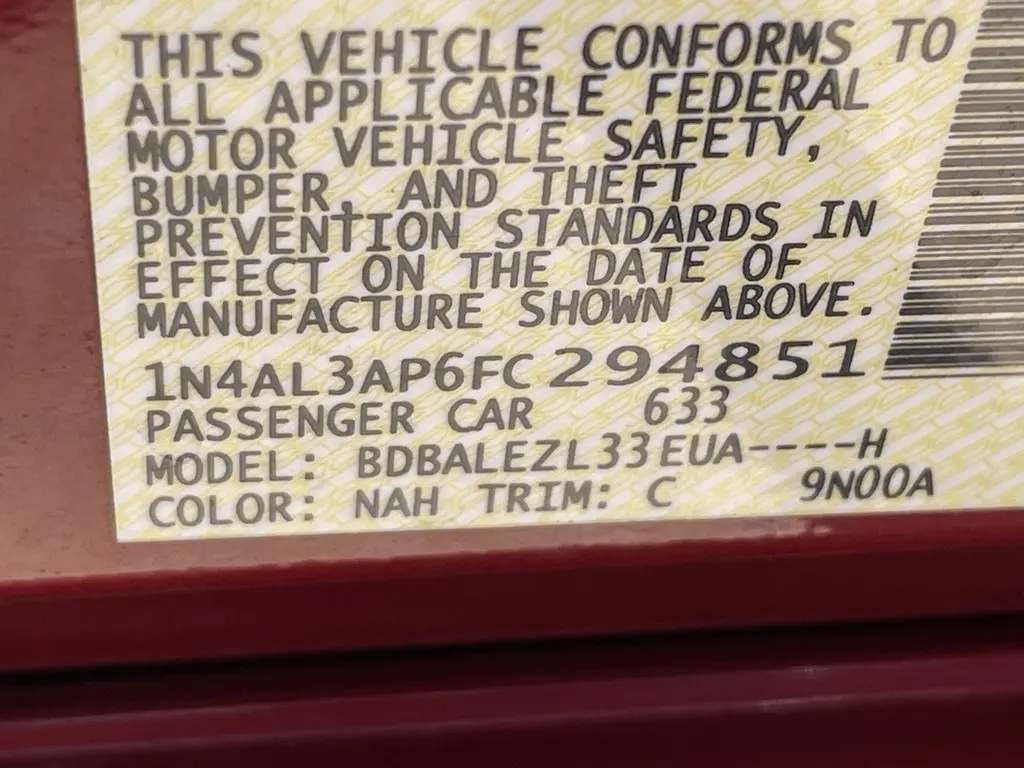 THIS VEHICLE CONFORMS TO
ALL APPLICABLE FEDERAL
MOTOR VEHICLE SAFETY,
BUMPER, AND THEFT
PREVENTION STANDARDS IN
EFFECT ON THE DATE OF
MANUFACTURE SHOWN ABOVE.
1N4AL3AP6FC294851
PASSENGER CAR 633
MODEL: BDBALEZL33EUA----H
COLOR: NAH TRIM: C 9N00A